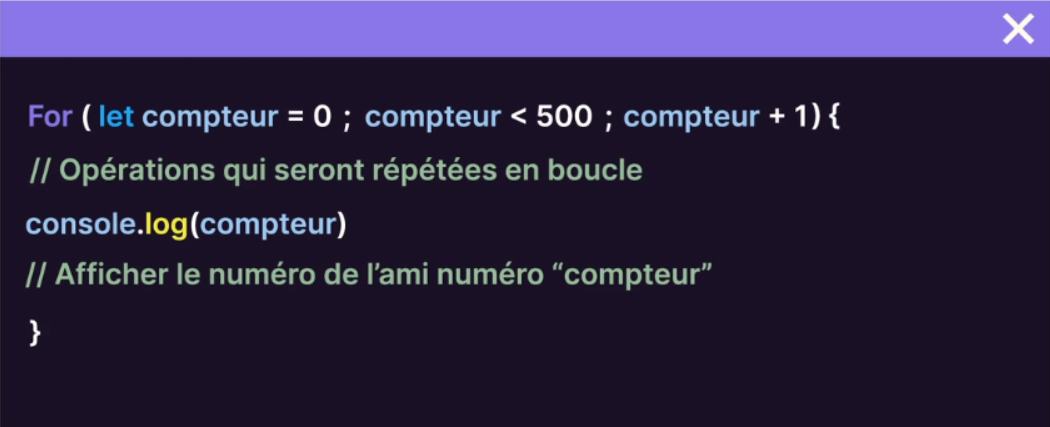 For ( let compteur = 0 ; compteur < 500 ; compteur + 1) {
// Opérations qui seront répétées en boucle
console.log(compteur)
// Afficher le numéro de l’ami numéro “compteur”
}